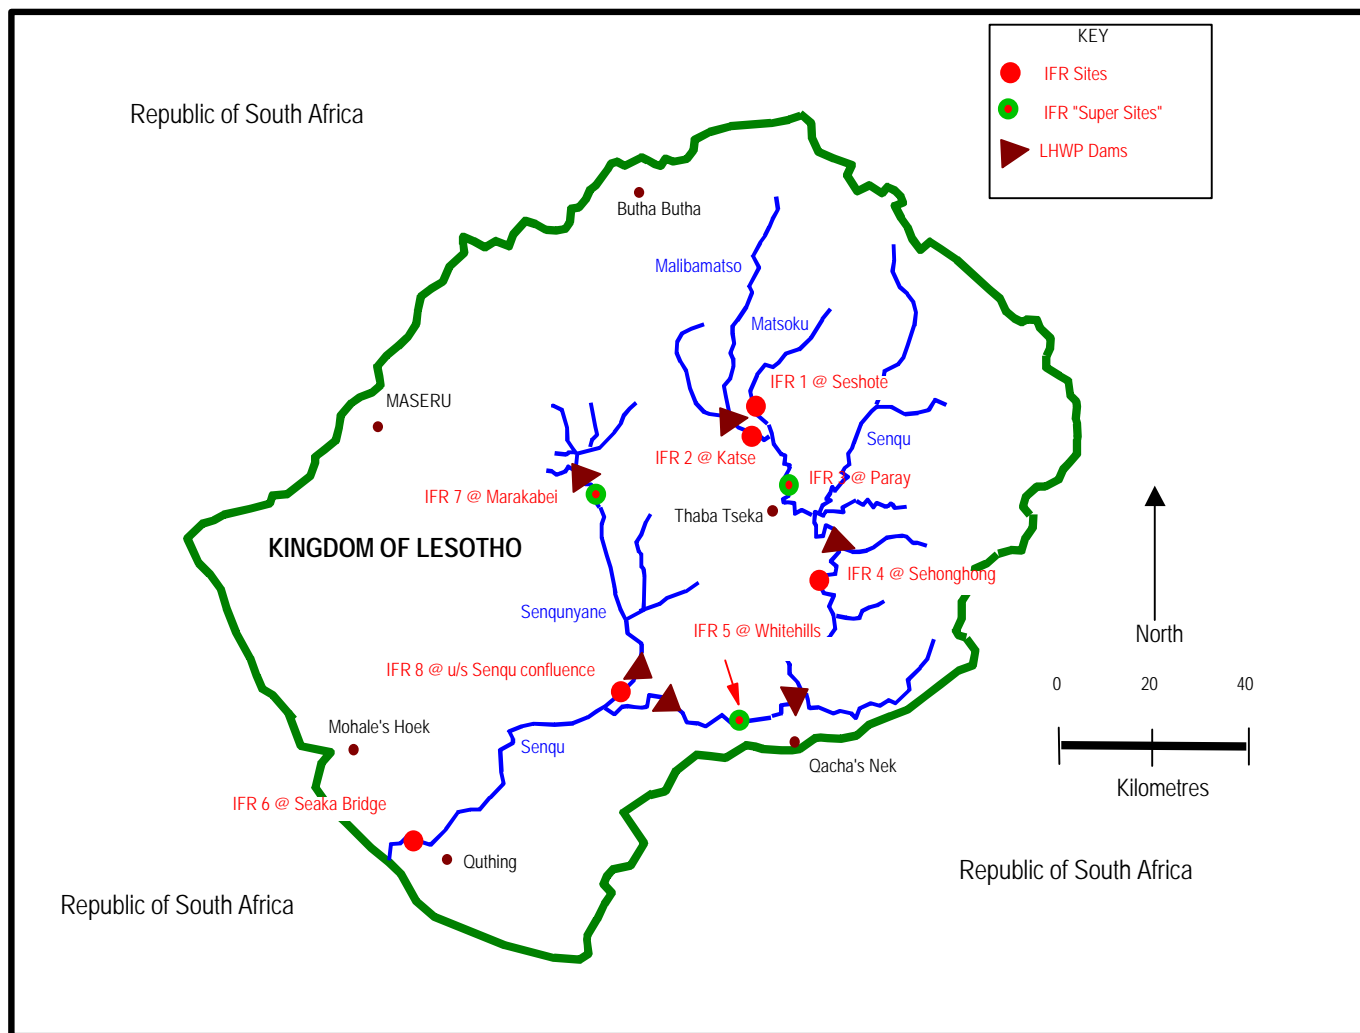 KEY
IFR Sites
IFR "Super Sites"
LHWP Dams
Republic of South Africa
Butha Butha
Malibamatso
Matsoku
IFR 1 @ Seshote
MASERU
Senqu
IFR 2 @ Katse
IFR 3 @ Paray
IFR 7 @ Marakabei
Thaba Tseka
KINGDOM OF LESOTHO
IFR 4 @ Sehonghong
Senqunyane
IFR 5 @ Whitehills
North
IFR 8 @ u/s Senqu confluence
0 20 40
Mohale's Hoek
Senqu
Qacha's Nek
Kilometres
IFR 6 @ Seaka Bridge
Quthing
Republic of South Africa
Republic of South Africa